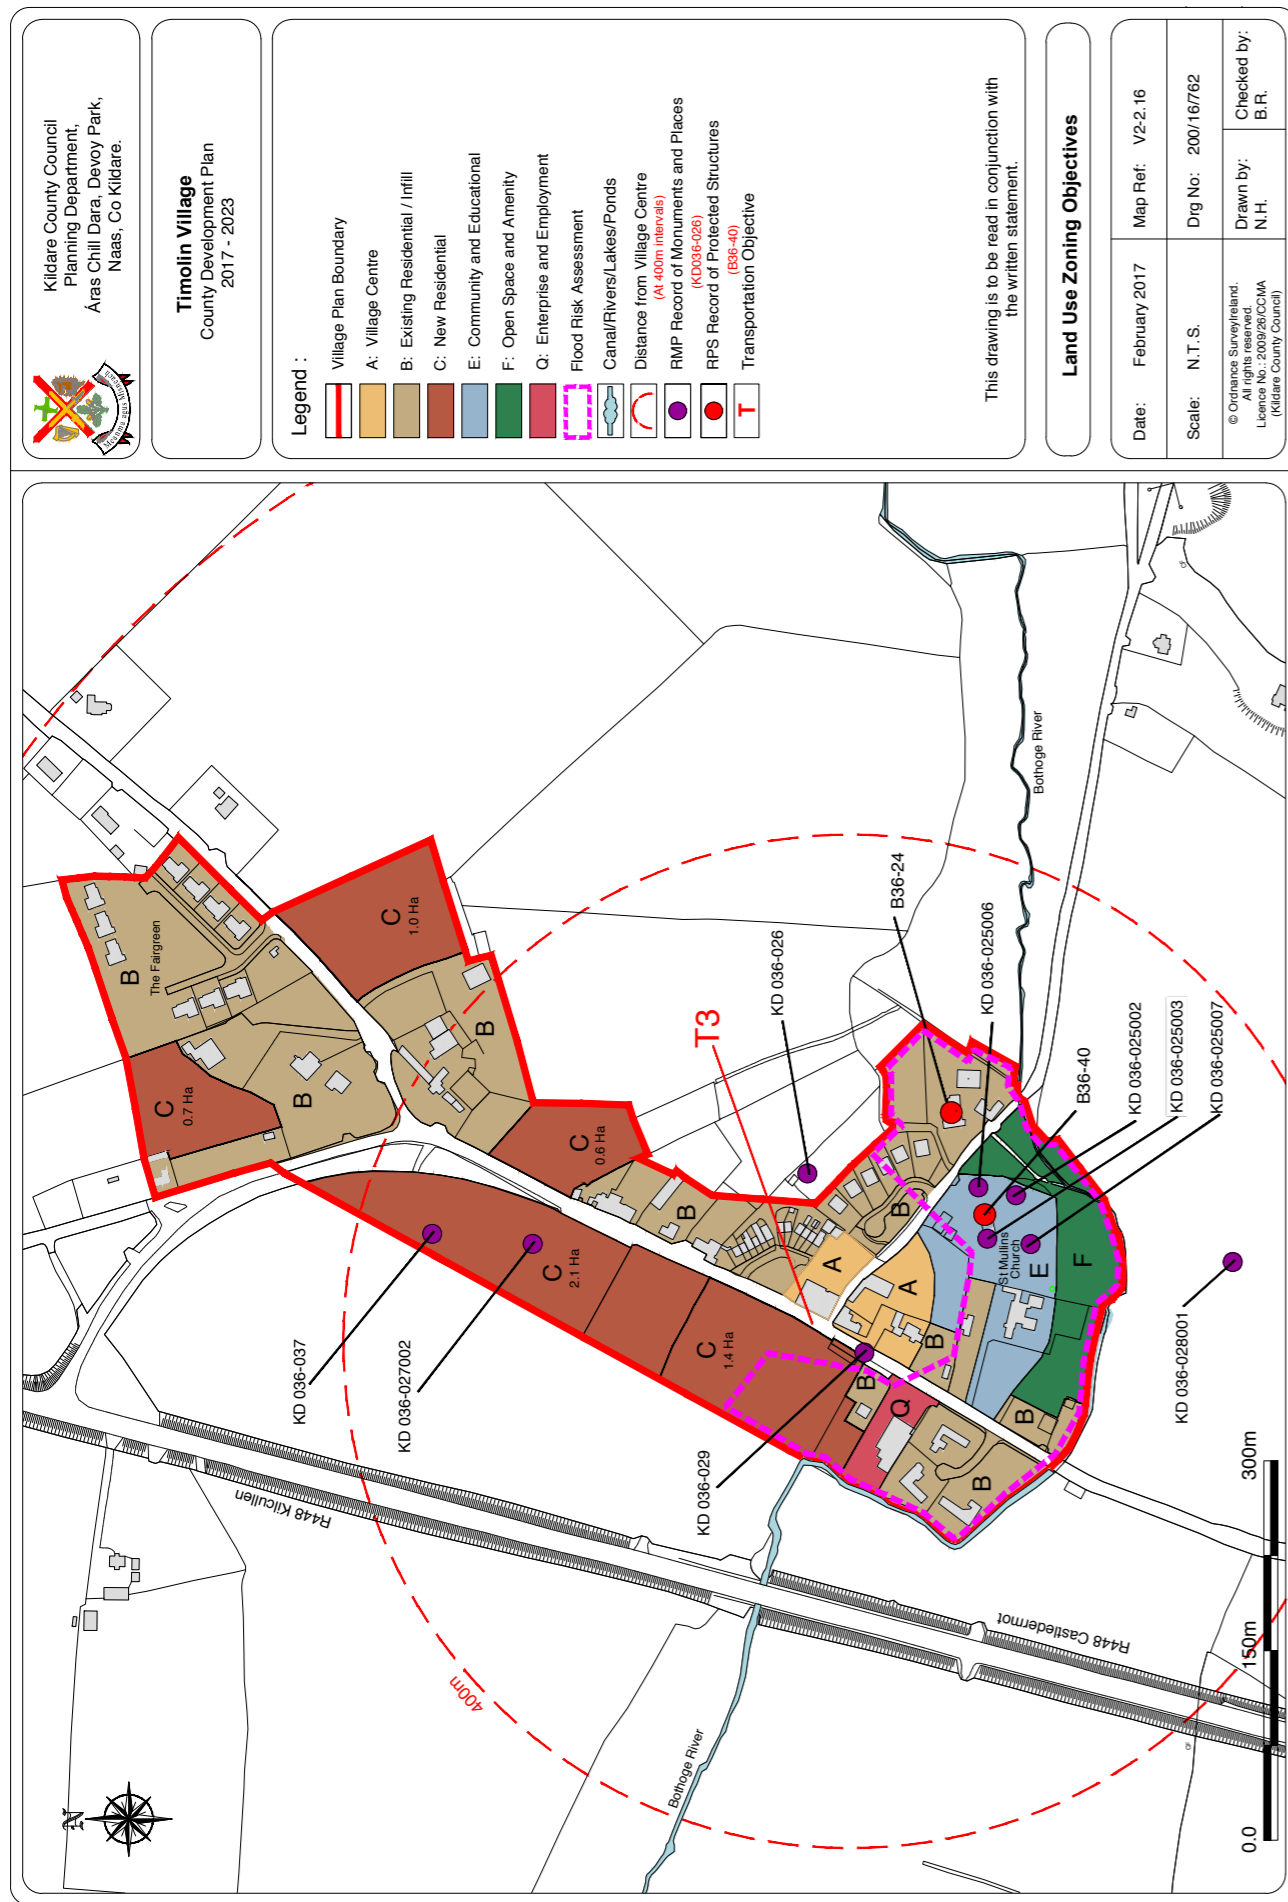 Kildare County Council
Planning Department,
Áras Chill Dara, Devoy Park,
Naas, Co Kildare.
Meanma agus Misneach
Timolin Village
County Development Plan
2017 - 2023
Legend :
Village Plan Boundary
A: Village Centre
B: Existing Residential / Infill
C: New Residential
E: Community and Educational
F: Open Space and Amenity
Q: Enterprise and Employment
Flood Risk Assessment
Canal/Rivers/Lakes/Ponds
Distance from Village Centre
(At 400m intervals)
RMP Record of Monuments and Places
(KD036-026)
RPS Record of Protected Structures
(B36-40)
T
Transportation Objective
This drawing is to be read in conjunction with
the written statement.
Land Use Zoning Objectives
Date: February 2017
Map Ref: V2-2.16
Scale: N.T.S.
Drg No: 200/16/762
© Ordnance SurveyIreland.
All rights reserved.
Licence No.: 2009/26/CCMA
(Kildare County Council)
Drawn by:
N.H.
Checked by:
B.R.
N
R448 Kilcullen
R448 Castledermot
Bothoge River
Bothoge River
400m
KD 036-037
KD 036-027002
KD 036-029
T3
KD 036-026
B36-24
KD 036-025006
B36-40
KD 036-025002
KD 036-025003
KD 036-025007
KD 036-028001
B
The Fairgreen
C
0.7 Ha
B
C
1.0 Ha
B
C
0.6 Ha
C
2.1 Ha
C
1.4 Ha
B
A
B
A
B
B
Q
B
B
St Mullins
Church
E
F
CF
CF
0.0
150m
300m